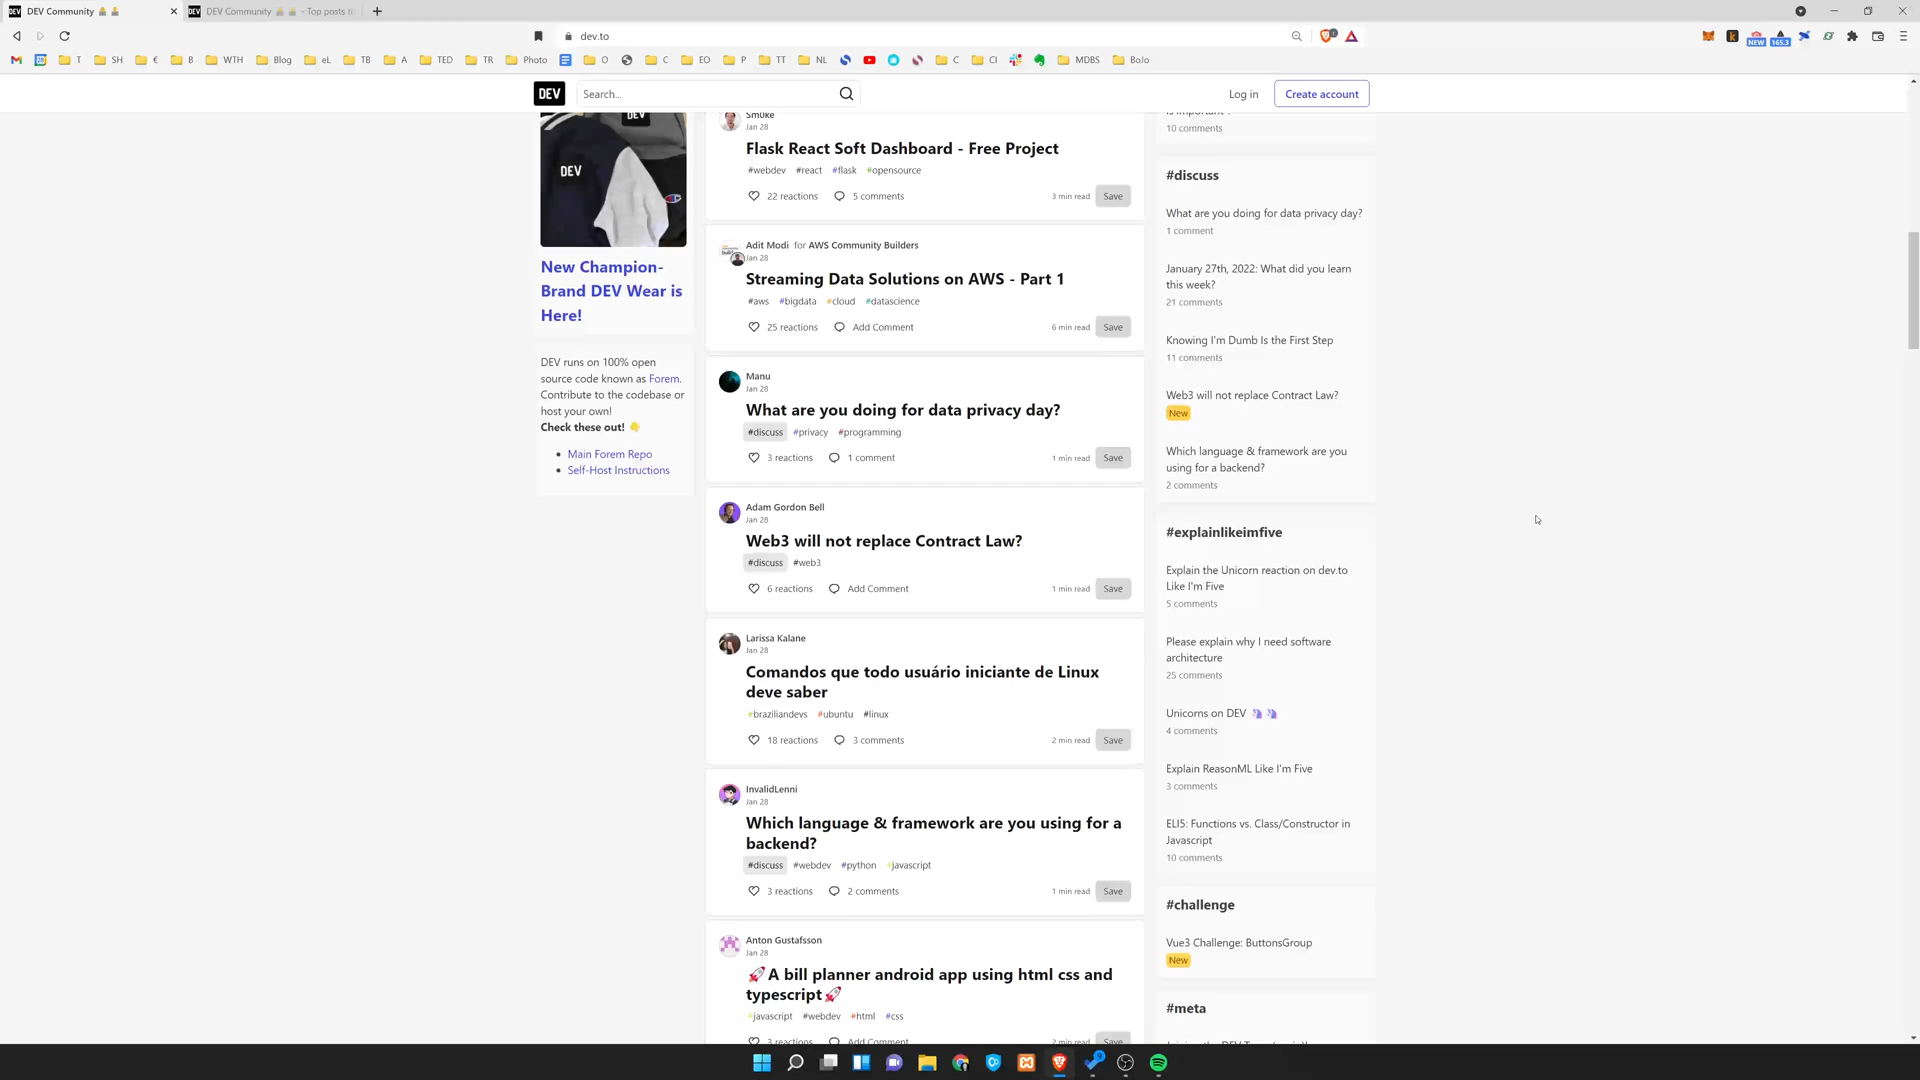 DEV Community
DEV Community - Top posts ti
dev.to
NEW
165.3
T
SH
€
B
WTH
Blog
eL
TB
A
TED
TR
Photo
O
C
EO
P
TT
NL
C
CI
MDBS
BoJo
DEV
Search...
Log in
Create account
DEV
DEV
New Champion-
Brand DEV Wear is
Here!
DEV runs on 100% open
source code known as Forem.
Contribute to the codebase or
host your own!
Check these out! 👇
Main Forem Repo
Self-Host Instructions
Sm0ke
Jan 28
Flask React Soft Dashboard - Free Project
#webdev #react #flask #opensource
22 reactions 5 comments 3 min read Save
Adit Modi for AWS Community Builders
Jan 28
Streaming Data Solutions on AWS - Part 1
#aws #bigdata #cloud #datascience
25 reactions Add Comment 6 min read Save
Manu
Jan 28
What are you doing for data privacy day?
#discuss #privacy #programming
3 reactions 1 comment 1 min read Save
Adam Gordon Bell
Jan 28
Web3 will not replace Contract Law?
#discuss #web3
6 reactions Add Comment 1 min read Save
Larissa Kalane
Jan 28
Comandos que todo usuário iniciante de Linux
deve saber
#braziliandevs #ubuntu #linux
18 reactions 3 comments 2 min read Save
InvalidLenni
Jan 28
Which language & framework are you using for a
backend?
#discuss #webdev #python #javascript
3 reactions 2 comments 1 min read Save
Anton Gustafsson
Jan 28
🚀A bill planner android app using html css and
typescript🚀
#javascript #webdev #html #css
3 reactions Add Comment 2 min read Save
10 comments
#discuss
What are you doing for data privacy day?
1 comment
January 27th, 2022: What did you learn
this week?
21 comments
Knowing I'm Dumb Is the First Step
11 comments
Web3 will not replace Contract Law?
New
Which language & framework are you
using for a backend?
2 comments
#explainlikeimfive
Explain the Unicorn reaction on dev.to
Like I'm Five
5 comments
Please explain why I need software
architecture
25 comments
Unicorns on DEV 🦄 🦄
4 comments
Explain ReasonML Like I'm Five
3 comments
ELI5: Functions vs. Class/Constructor in
Javascript
10 comments
#challenge
Vue3 Challenge: ButtonsGroup
New
#meta